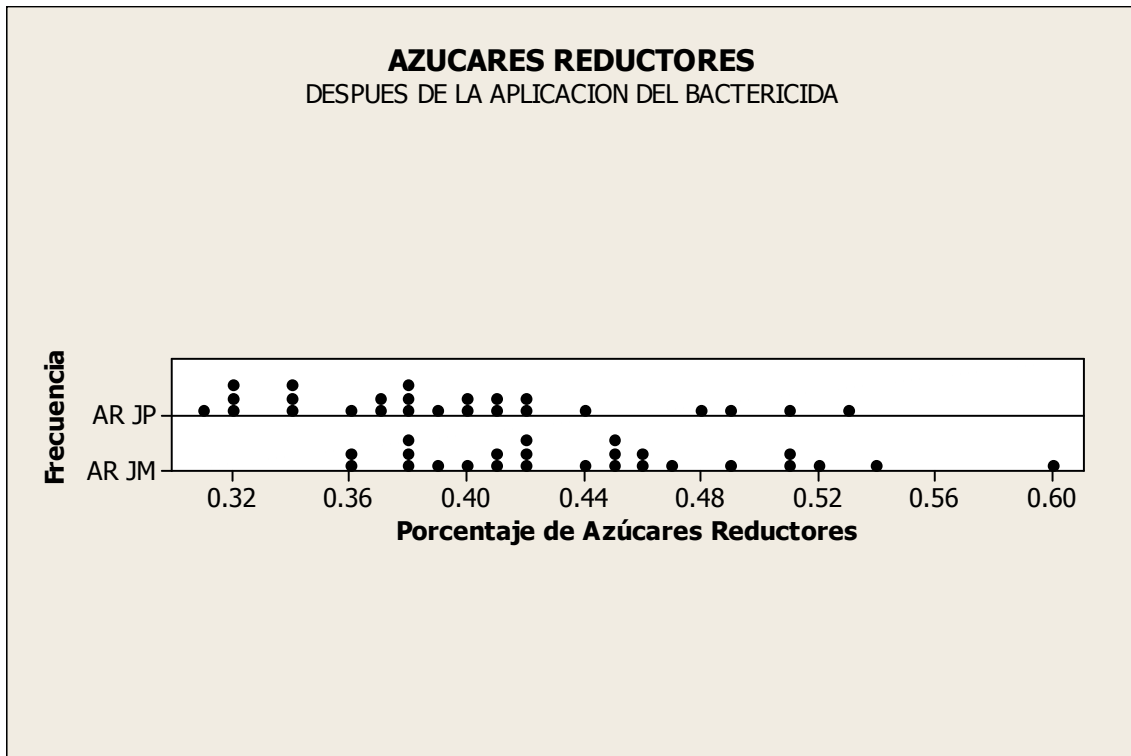 AZUCARES REDUCTORES
DESPUES DE LA APLICACION DEL BACTERICIDA
Frecuencia
AR JP
AR JM
0.32 0.36 0.40 0.44 0.48 0.52 0.56 0.60
Porcentaje de Azúcares Reductores